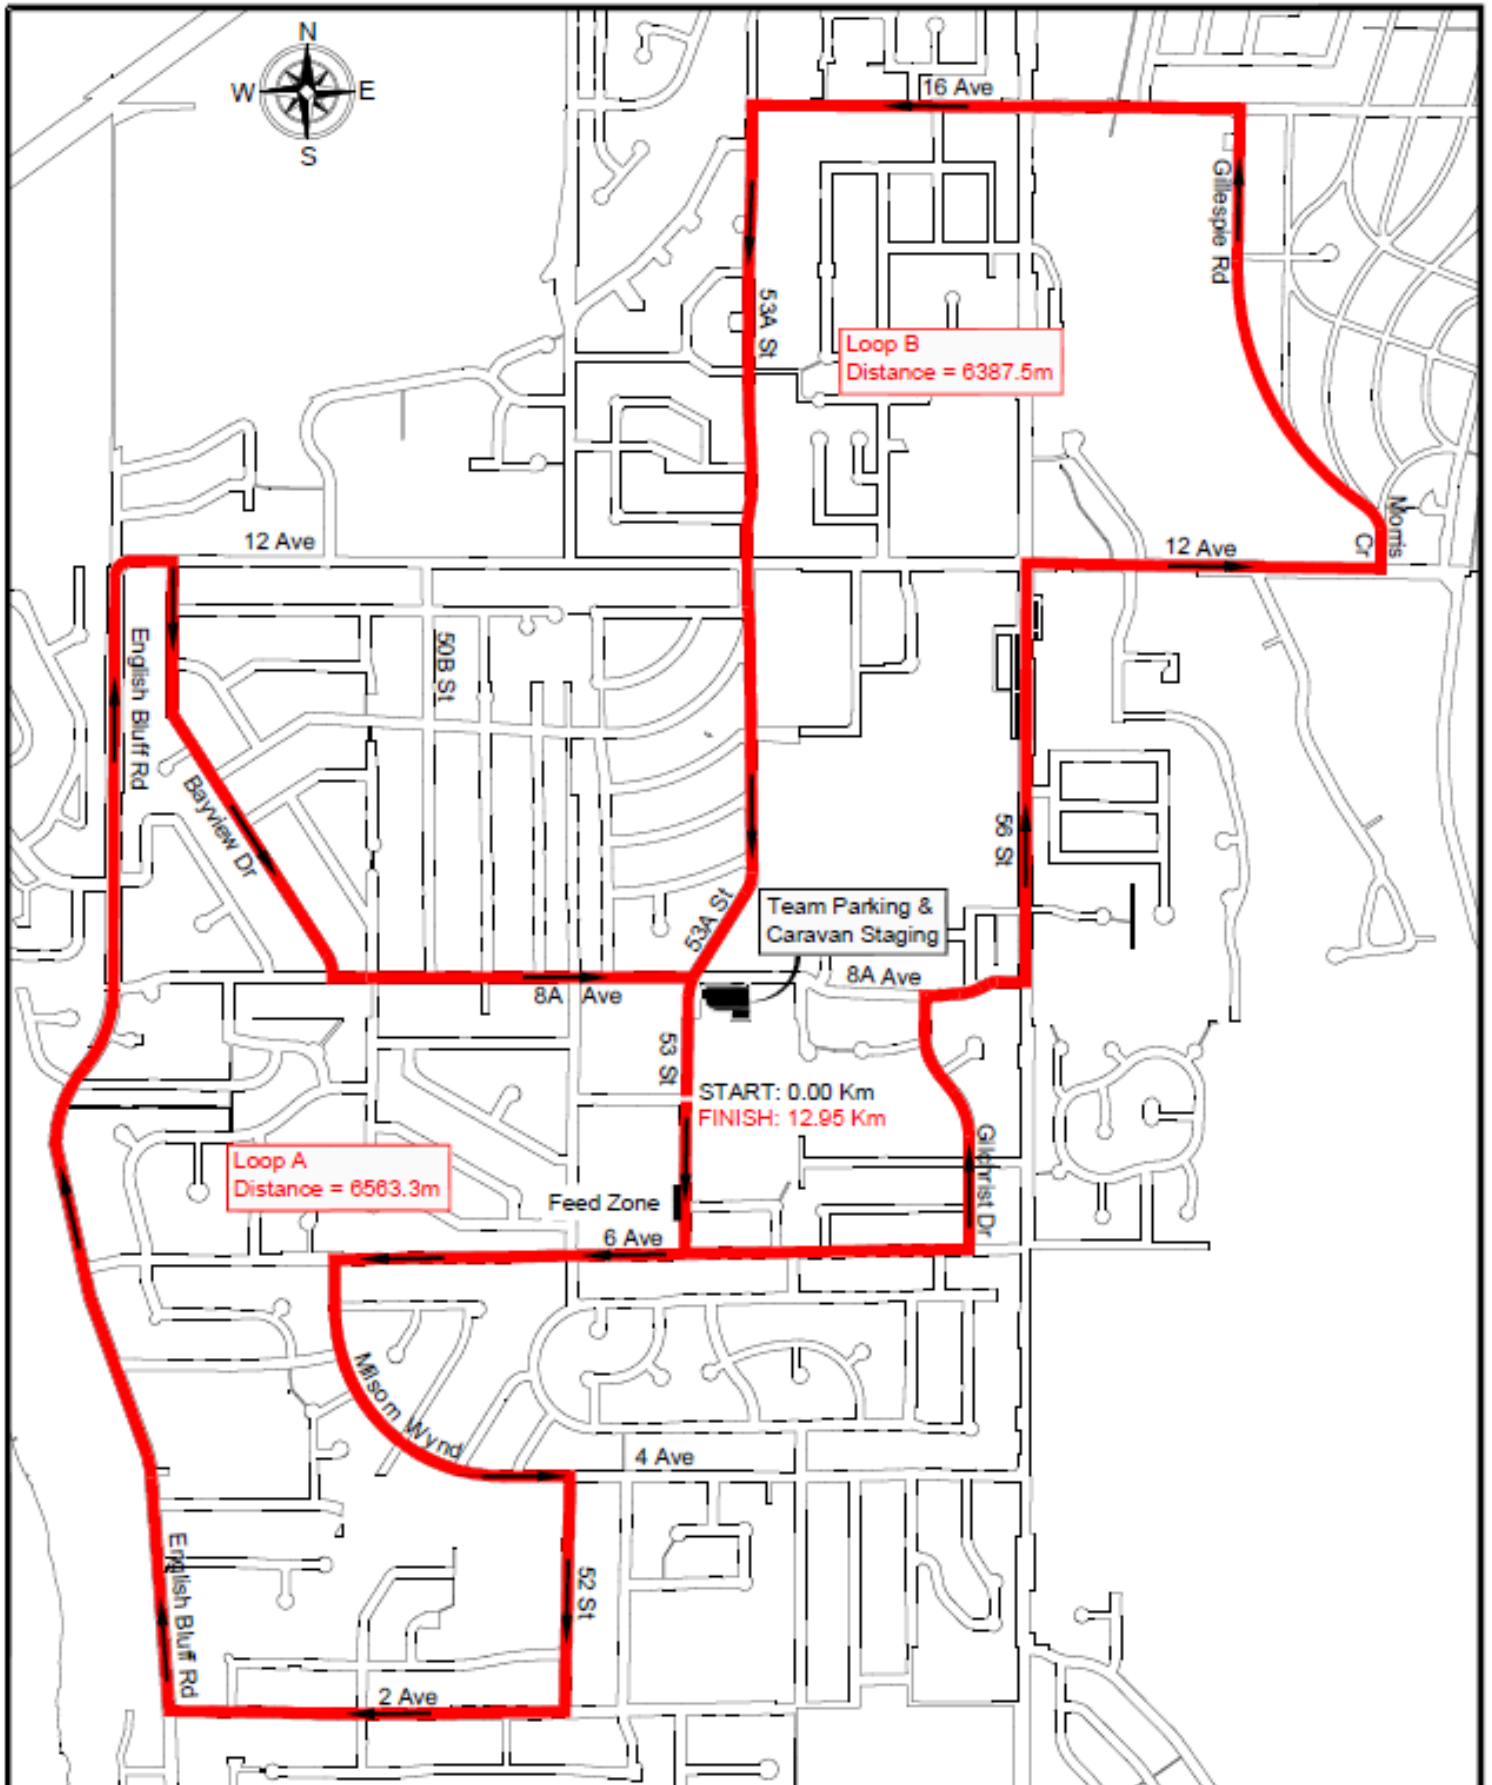 N
W
E
S
16 Ave
Gillespie Rd
53A St
Loop B
Distance = 6387.5m
Morris
Cr
12 Ave
12 Ave
English Bluff Rd
50B St
Bayview Dr
56 St
53A St
Team Parking &
Caravan Staging
8A Ave
8A Ave
53 St
START: 0.00 Km
FINISH: 12.95 Km
Gilchrist Dr
Loop A
Distance = 6563.3m
Feed Zone
6 Ave
Milsom Wynd
4 Ave
English Bluff Rd
52 St
2 Ave